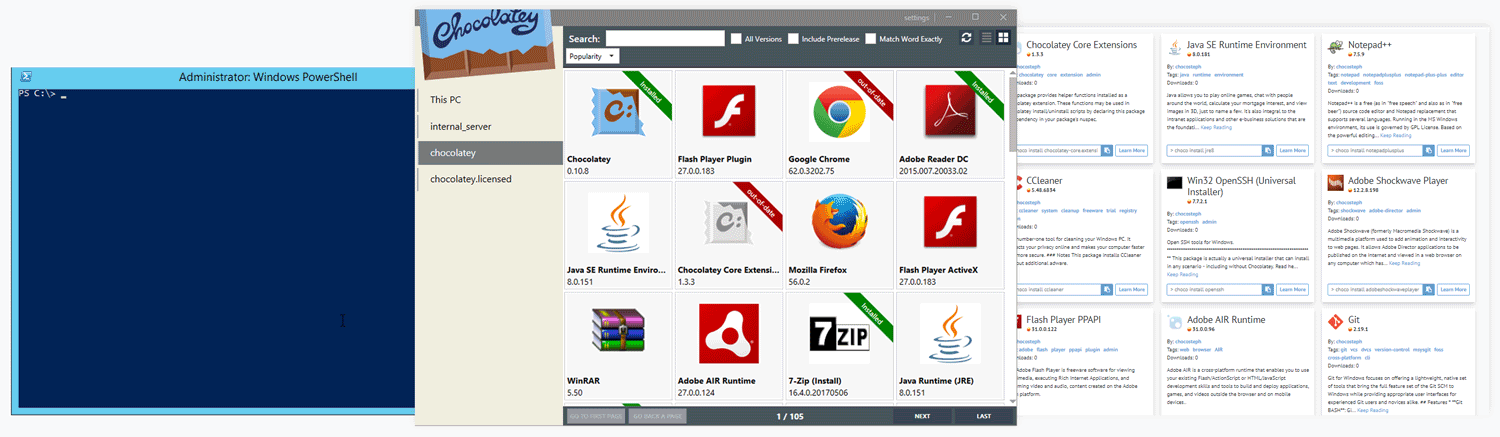 Administrator: Windows PowerShell
PS C:\> _
Chocolatey
This PC
internal_server
chocolatey
chocolatey.licensed
settings
Search:
All Versions
Include Prerelease
Match Word Exactly
Popularity
Installed
out-of-date
Installed
Chocolatey
0.10.8
Flash Player Plugin
27.0.0.183
Google Chrome
62.0.3202.75
Adobe Reader DC
2015.007.20033.02
out-of-date
Java SE Runtime Enviro...
8.0.151
Chocolatey Core Extensi...
1.3.3
Mozilla Firefox
56.0.2
Flash Player ActiveX
27.0.0.183
7 ZIP
Installed
WinRAR
5.50
Adobe AIR Runtime
27.0.0.124
7-Zip (Install)
16.4.0.20170506
Java Runtime (JRE)
8.0.151
GO TO FIRST PAGE
GO BACK A PAGE
1 / 105
NEXT
LAST
Chocolatey Core Extensions
1.3.3
By: chocoteph
chocolatey core extension admin
Downloads: 0
package provides helper functions installed as a
colatey extension. These functions may be used in
colatey install/uninstall scripts by declaring this package
pendency in your package's nuspec.
choco install chocolatey-core.extensi
Learn More
Java SE Runtime Environment
8.0.181
By: chocoteph
Tags: java runtime environment
Downloads: 0
Java allows you to play online games, chat with people
around the world, calculate your mortgage interest, and view
images in 3D, just to name a few. It's also integral to the
intranet applications and other e-business solutions that are
the foundati... Keep Reading
> choco install jre8
Learn More
Notepad++
7.5.9
By: chocoteph
Tags: notepad notepadplusplus notepad-plus-plus editor
text development foss
Downloads: 0
Notepad++ is a free (as in "free speech" and also as in "free
beer") source code editor and Notepad replacement that
supports several languages. Running in the MS Windows
environment, its use is governed by GPL License. Based on
the powerful editing... Keep Reading
> choco install notepadplusplus
Learn More
CCleaner
5.48.6834
By: chocoteph
ccleaner system cleanup freeware trial registry
Downloads: 0
number-one tool for cleaning your Windows PC. It
cts your privacy online and makes your computer faster
more secure. ### Notes This package installs CCleaner
out additional adware.
choco install ccleaner
Learn More
Win32 OpenSSH (Universal
Installer)
7.7.2.1
By: chocoteph
Tags: openssh admin
Downloads: 0
Open SSH tools for Windows.
** This package is actually a universal installer that can install
in any scenario - including without Chocolatey. Read he...
Keep Reading
> choco install openssh
Learn More
Adobe Shockwave Player
12.2.8.198
By: chocoteph
Tags: shockwave adobe-director admin
Downloads: 0
Adobe Shockwave (formerly Macromedia Shockwave) is a
multimedia platform used to add animation and interactivity
to web pages. It allows Adobe Director applications to be
published on the Internet and viewed in a web browser on
any computer which has... Keep Reading
> choco install adobeshockwaveplayer
Learn More
Flash Player PPAPI
31.0.0.122
By: chocoteph
adobe flash player ppapi plugin admin
Downloads: 0
Adobe Flash Player is freeware software for viewing
media, executing Rich Internet Applications, and
ming video and audio, content created on the Adobe
platform.
Adobe AIR Runtime
31.0.0.96
By: chocoteph
Tags: web browser AIR
Downloads: 0
Adobe AIR is a cross-platform runtime that enables you to
use your existing Flash/ActionScript or HTML/JavaScript
development skills and tools to build and deploy applications,
games, and videos outside the browser and on mobile
devices..
Git
2.19.1
By: chocoteph
Tags: git vcs dvcs version-control msysgit foss
cross-platform cli
Downloads: 0
Git for Windows focuses on offering a lightweight, native set
of tools that bring the full feature set of the Git SCM to
Windows while providing appropriate user interfaces for
experienced Git users and novices alike. ## Features * **Git
BASH**: Gi... Keep Reading